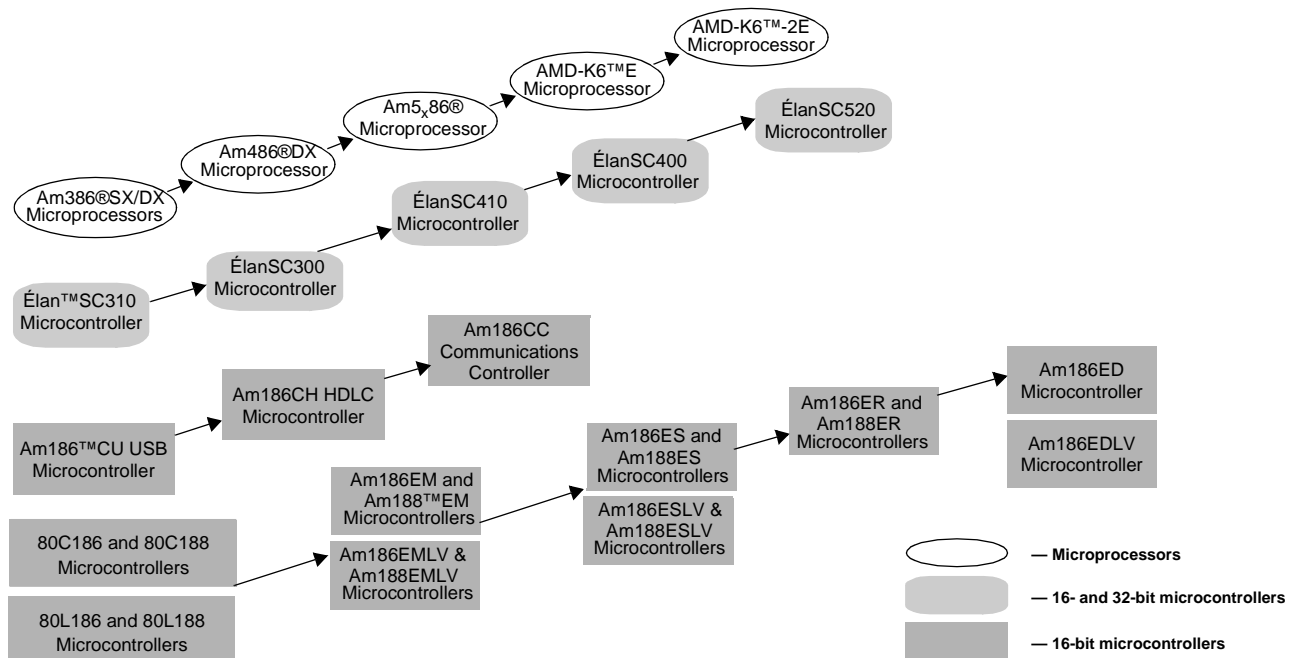 AMD-K6™-2E
Microprocessor
AMD-K6™E
Microprocessor
Am5x86®
Microprocessor
Am486®DX
Microprocessor
Am386®SX/DX
Microprocessors
ÉlanSC520
Microcontroller
ÉlanSC400
Microcontroller
ÉlanSC410
Microcontroller
ÉlanSC300
Microcontroller
Élan™SC310
Microcontroller
Am186CC
Communications
Controller
Am186CH HDLC
Microcontroller
Am186™CU USB
Microcontroller
Am186ED
Microcontroller
Am186EDLV
Microcontroller
Am186ER and
Am188ER
Microcontrollers
Am186ES and
Am188ES
Microcontrollers
Am186ESLV &
Am188ESLV
Microcontrollers
Am186EM and
Am188™EM
Microcontrollers
Am186EMLV &
Am188EMLV
Microcontrollers
80C186 and 80C188
Microcontrollers
80L186 and 80L188
Microcontrollers
— Microprocessors
— 16- and 32-bit microcontrollers
— 16-bit microcontrollers